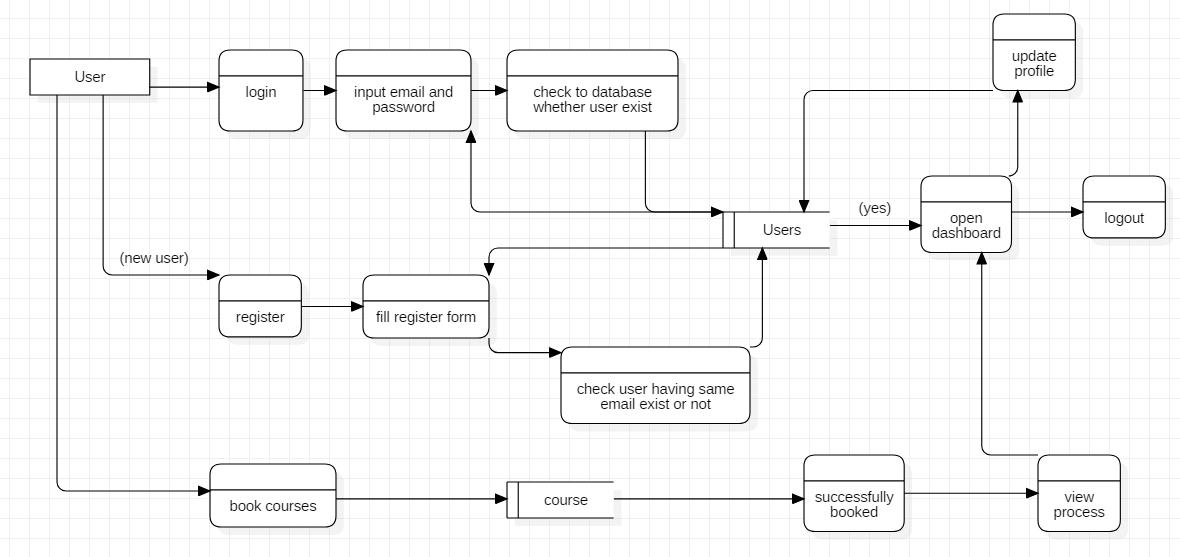 update
profile
User
login
input email and
password
check to database
whether user exist
(yes)
Users
open
dashboard
logout
(new user)
register
fill register form
check user having same
email exist or not
book courses
course
successfully
booked
view
process